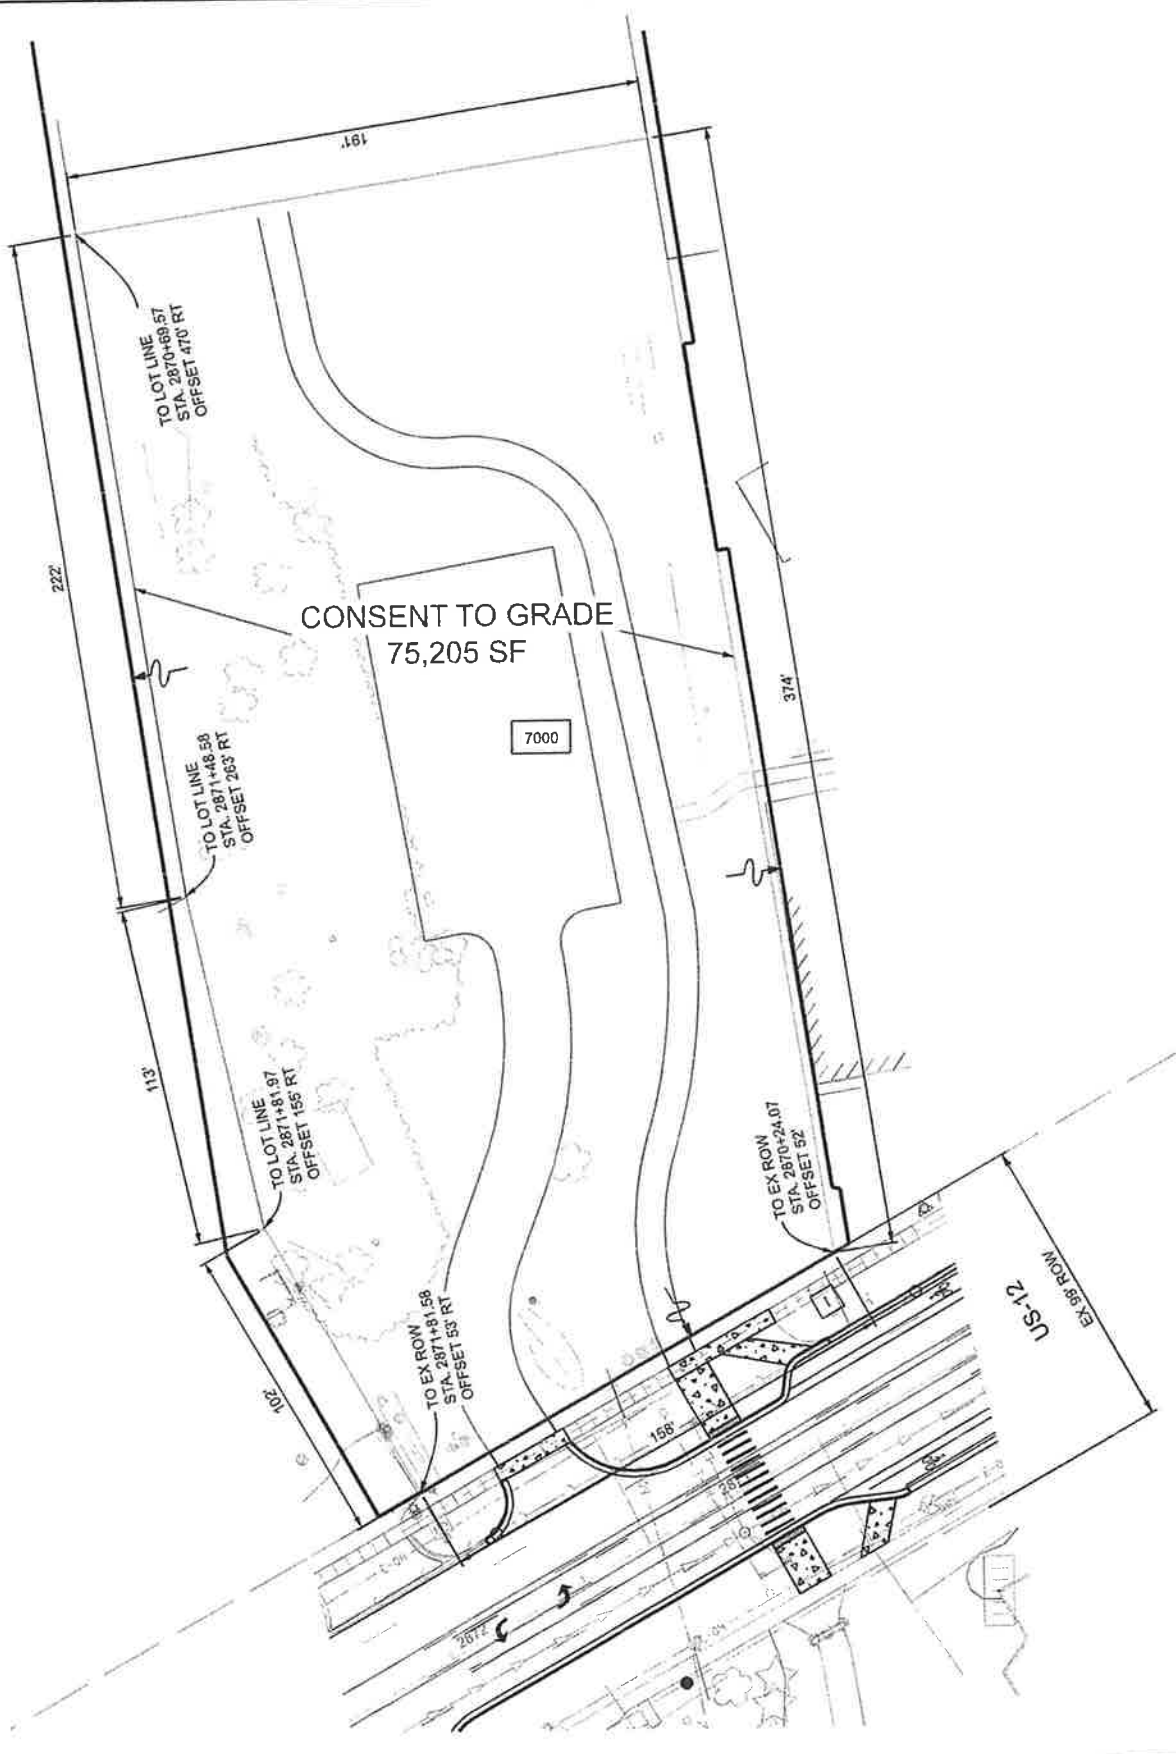 191'
TO LOT LINE
STA. 2870+69.57
OFFSET 470' RT
222'
CONSENT TO GRADE
75,205 SF
374'
7000
TO LOT LINE
STA. 2871+48.58
OFFSET 263' RT
113'
TO LOT LINE
STA. 2871+81.97
OFFSET 155' RT
TO EX ROW
STA. 2870+24.07
OFFSET 52'
102'
TO EX ROW
STA. 2871+81.58
OFFSET 53' RT
158'
US-12
EX 99' ROW
2872